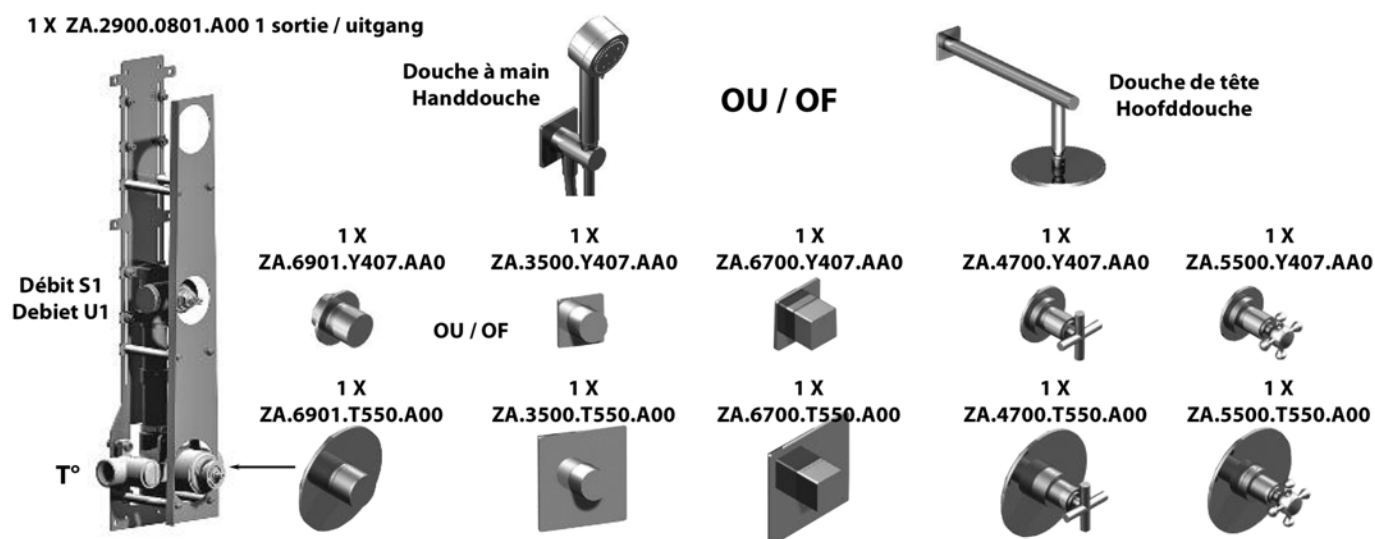 1 X ZA.2900.0801.A00 1 sortie / uitgang
Douche à main
Handdouche
OU / OF
Douche de tête
Hoofddouche
Débit S1
Debiet U1
1 X
ZA.6901.Y407.AA0
1 X
ZA.3500.Y407.AA0
1 X
ZA.6700.Y407.AA0
1 X
ZA.4700.Y407.AA0
1 X
ZA.5500.Y407.AA0
OU / OF
T°
1 X
ZA.6901.T550.A00
1 X
ZA.3500.T550.A00
1 X
ZA.6700.T550.A00
1 X
ZA.4700.T550.A00
1 X
ZA.5500.T550.A00